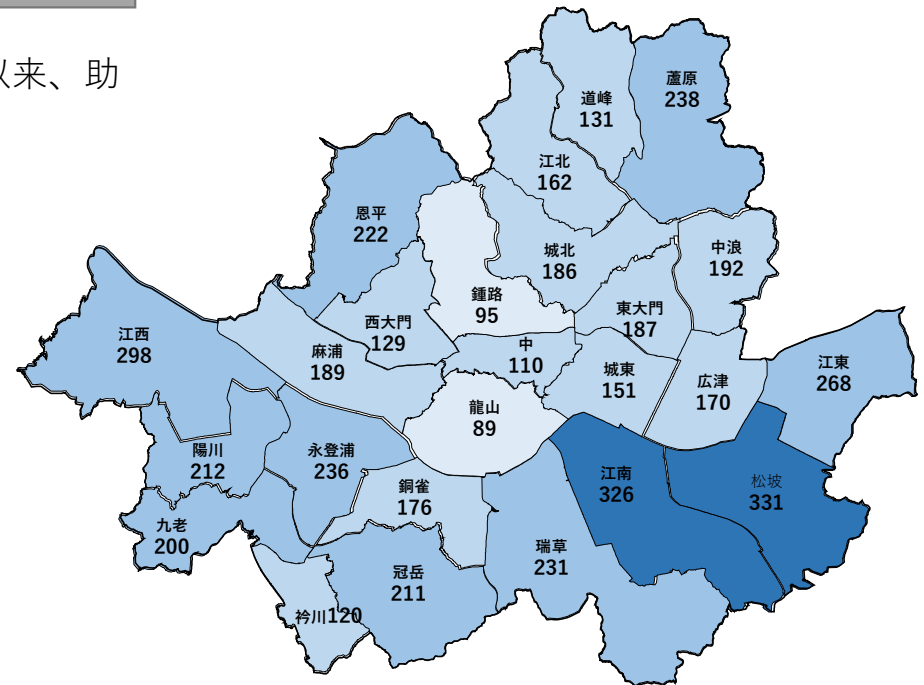 以来、助
蘆原
238
道峰
131
江北
162
恩平
222
城北
186
中浪
192
鍾路
95
東大門
187
西大門
129
江西
298
麻浦
189
中
110
城東
151
広津
170
江東
268
龍山
89
陽川
212
永登浦
236
江南
326
松坡
331
銅雀
176
九老
200
瑞草
231
冠岳
211
衿川120